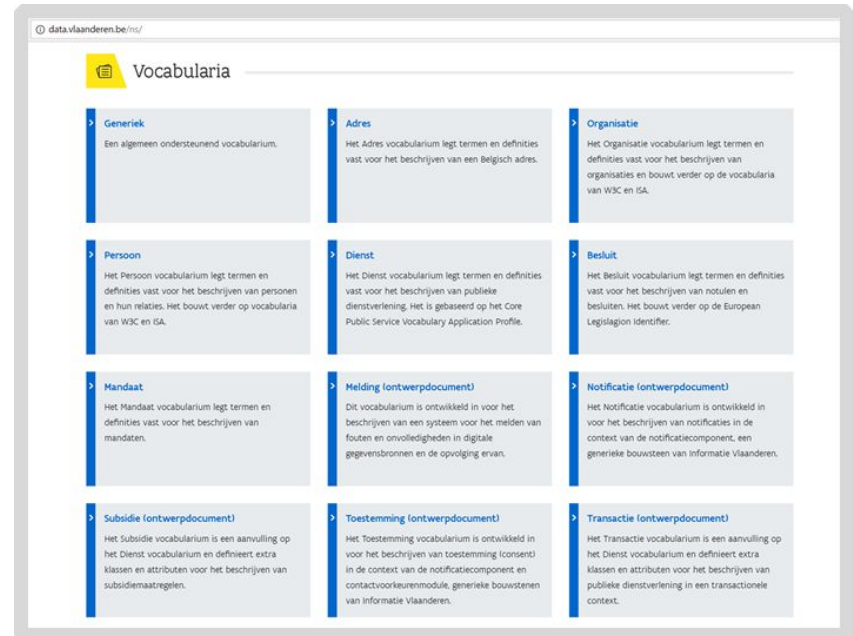 data.vlaanderen.be/ns/
Vocabularia
Generiek
Een algemeen ondersteunend vocabularium.
Adres
Het Adres vocabularium legt termen en definities
vast voor het beschrijven van een Belgisch adres.
Organisatie
Het Organisatie vocabularium legt termen en
definities vast voor het beschrijven van
organisaties en bouwt verder op de vocabularia
van W3C en ISA.
Persoon
Het Persoon vocabularium legt termen en
definities vast voor het beschrijven van personen
en hun relaties. Het bouwt verder op vocabularia
van W3C en ISA.
Dienst
Het Dienst vocabularium legt termen en definities
vast voor het beschrijven van publieke
dienstverlening. Het is gebaseerd op het Core
Public Service Vocabulary Application Profile.
Besluit
Het Besluit vocabularium legt termen en definities
vast voor het beschrijven van notulen en
besluiten. Het bouwt verder op de European
Legislagion Identifier.
Mandaat
Het Mandaat vocabularium legt termen en
definities vast voor het beschrijven van
mandaten.
Melding (ontwerpdocument)
Dit vocabularium is ontwikkeld in voor het
beschrijven van een systeem voor het melden van
fouten en onvolledigheden in digitale
gegevensbronnen en de opvolging ervan.
Notificatie (ontwerpdocument)
Het Notificatie vocabularium is ontwikkeld in
voor het beschrijven van notificaties in de
context van de notificatiecomponent, een
generieke bouwsteen van Informatie Vlaanderen.
Subsidie (ontwerpdocument)
Het Subsidie vocabularium is een aanvulling op
het Dienst vocabularium en definieert extra
klassen en attributen voor het beschrijven van
subsidiemaatregelen.
Toestemming (ontwerpdocument)
Het Toestemming vocabularium is ontwikkeld in
voor het beschrijven van toestemming (consent)
in de context van de notificatiecomponent en
contactvoorkeurenmodule, generieke bouwstenen
van Informatie Vlaanderen.
Transactie (ontwerpdocument)
Het Transactie vocabularium is een aanvulling op
het Dienst vocabularium en definieert extra
klassen en attributen voor het beschrijven van
publieke dienstverlening in een transactionele
context.